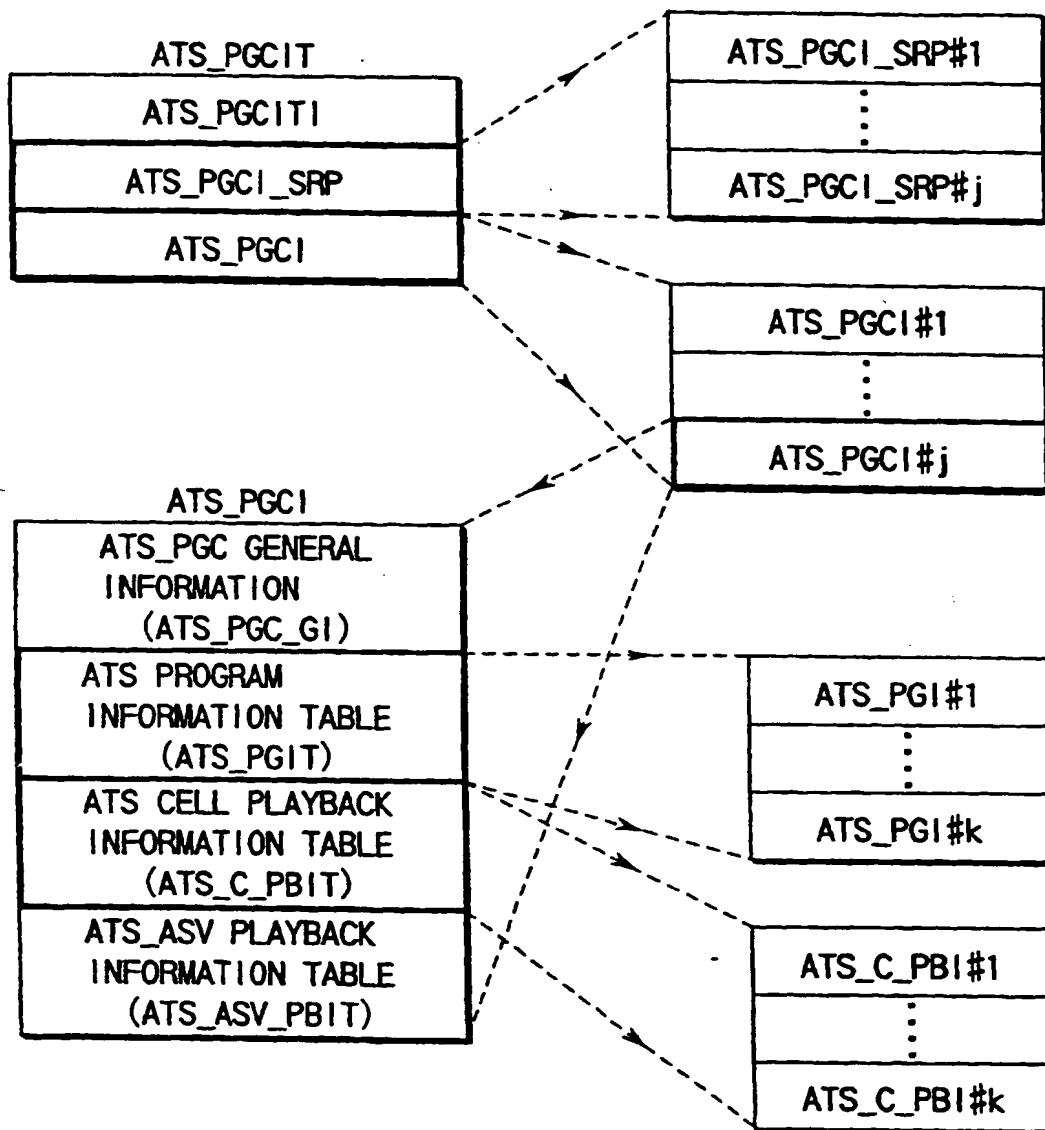 ATS_PGCIT
ATS_PGCITI
ATS_PGCI_SRP
ATS_PGCI
ATS_PGCI_SRP#1
ATS_PGCI_SRP#j
ATS_PGCI#1
ATS_PGCI#j
ATS_PGCI
ATS_PGC GENERAL
INFORMATION
(ATS_PGC_GI)
ATS PROGRAM
INFORMATION TABLE
(ATS_PGIT)
ATS CELL PLAYBACK
INFORMATION TABLE
(ATS_C_PBIT)
ATS_ASV PLAYBACK
INFORMATION TABLE
(ATS_ASV_PBIT)
ATS_PGI#1
ATS_PGI#k
ATS_C_PBI#1
ATS_C_PBI#k